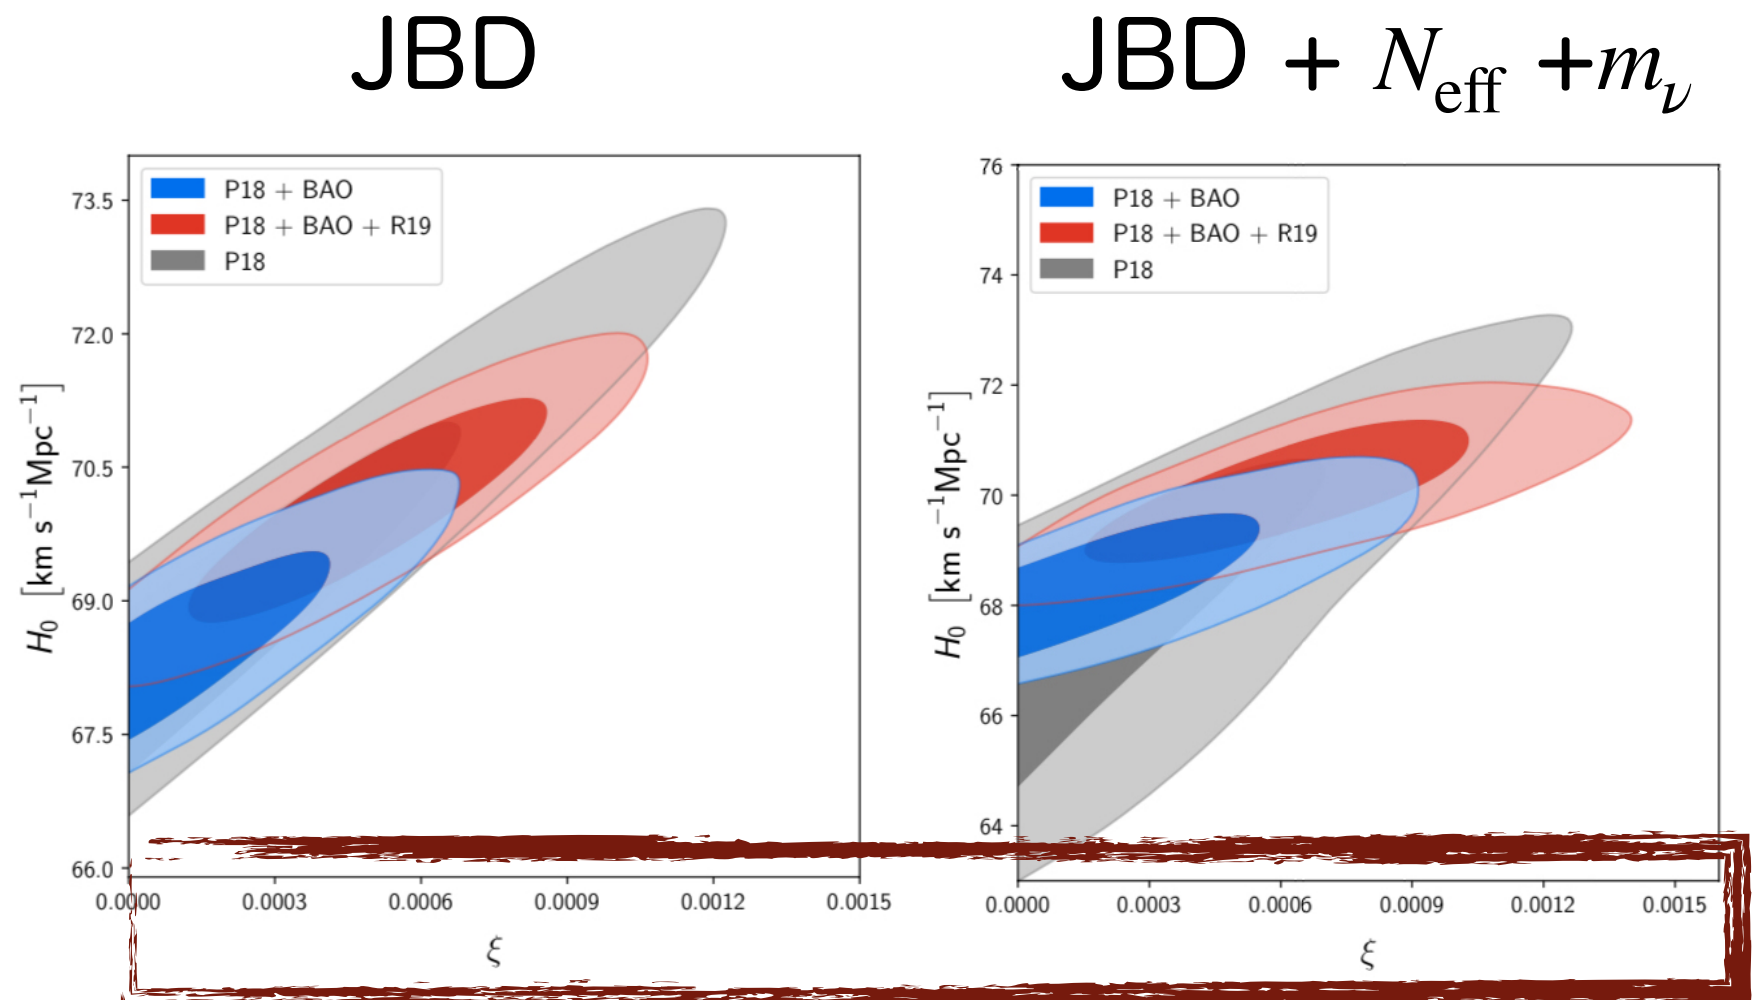 JBD
JBD + N_eff + m_ν
P18 + BAO
P18 + BAO + R19
P18
73.5
72.0
70.5
69.0
67.5
66.0
H₀ [km s⁻¹Mpc⁻¹]
0.0000 0.0003 0.0006 0.0009 0.0012 0.0015
ξ
P18 + BAO
P18 + BAO + R19
P18
76
74
72
70
68
66
64
H₀ [km s⁻¹Mpc⁻¹]
0.0000 0.0003 0.0006 0.0009 0.0012 0.0015
ξ